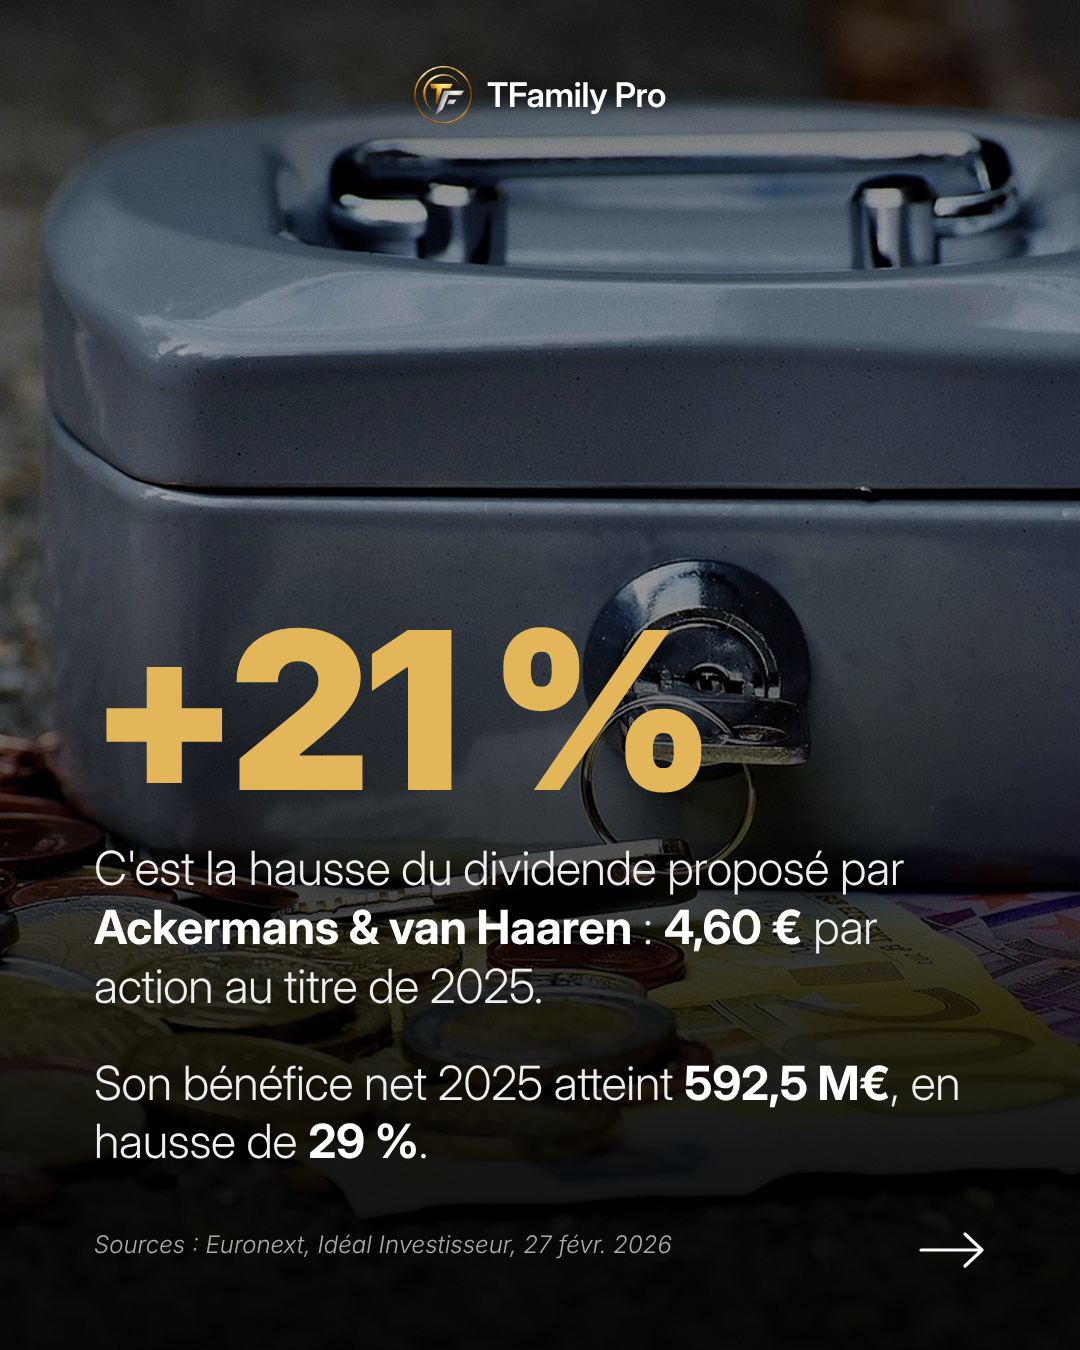 TF TFamily Pro
+21 %
C'est la hausse du dividende proposé par
Ackermans & van Haaren : 4,60 € par
action au titre de 2025.
Son bénéfice net 2025 atteint 592,5 M€, en
hausse de 29 %.
Sources : Euronext, Idéal Investisseur, 27 févr. 2026